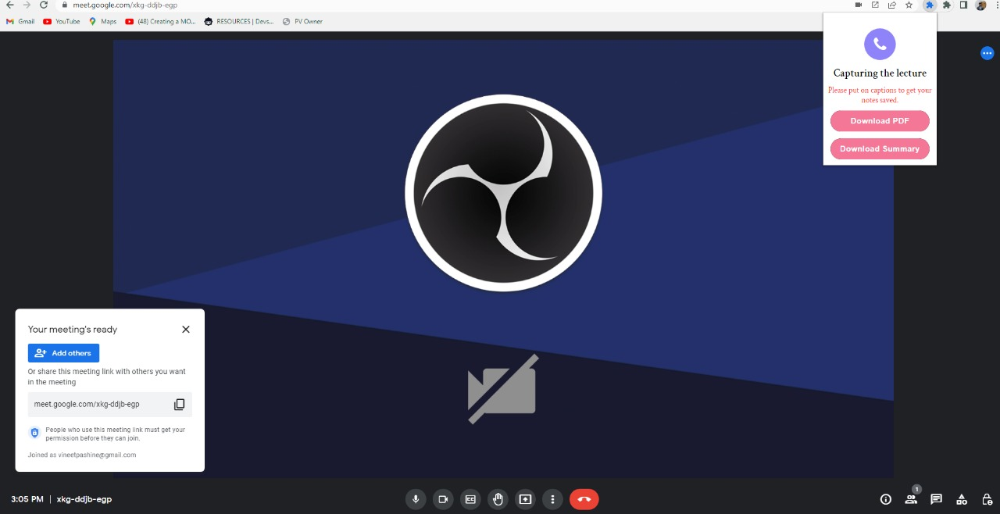 meet.google.com/xkg-ddjb-egp
Gmail
YouTube
Maps
(48) Creating a MO...
RESOURCES | Devs...
PV Owner
Capturing the lecture
Please put on captions to get your
notes saved.
Download PDF
Download Summary
Your meeting's ready
Add others
Or share this meeting link with others you want
in the meeting
meet.google.com/xkg-ddjb-egp
People who use this meeting link must get your
permission before they can join.
Joined as vineetpashine@gmail.com
3:05 PM | xkg-ddjb-egp
1